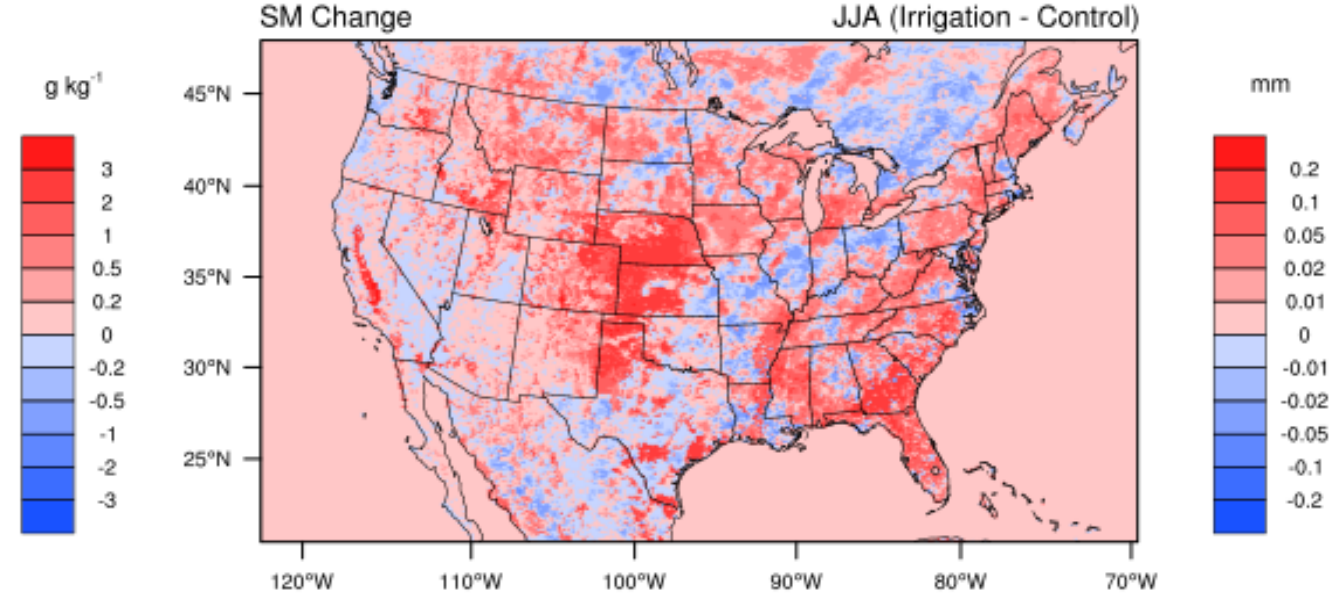 SM Change
JJA (Irrigation - Control)
g kg⁻¹
3
2
1
0.5
0.2
0
-0.2
-0.5
-1
-2
-3
45°N
40°N
35°N
30°N
25°N
120°W
110°W
100°W
90°W
80°W
70°W
mm
0.2
0.1
0.05
0.02
0.01
0
-0.01
-0.02
-0.05
-0.1
-0.2